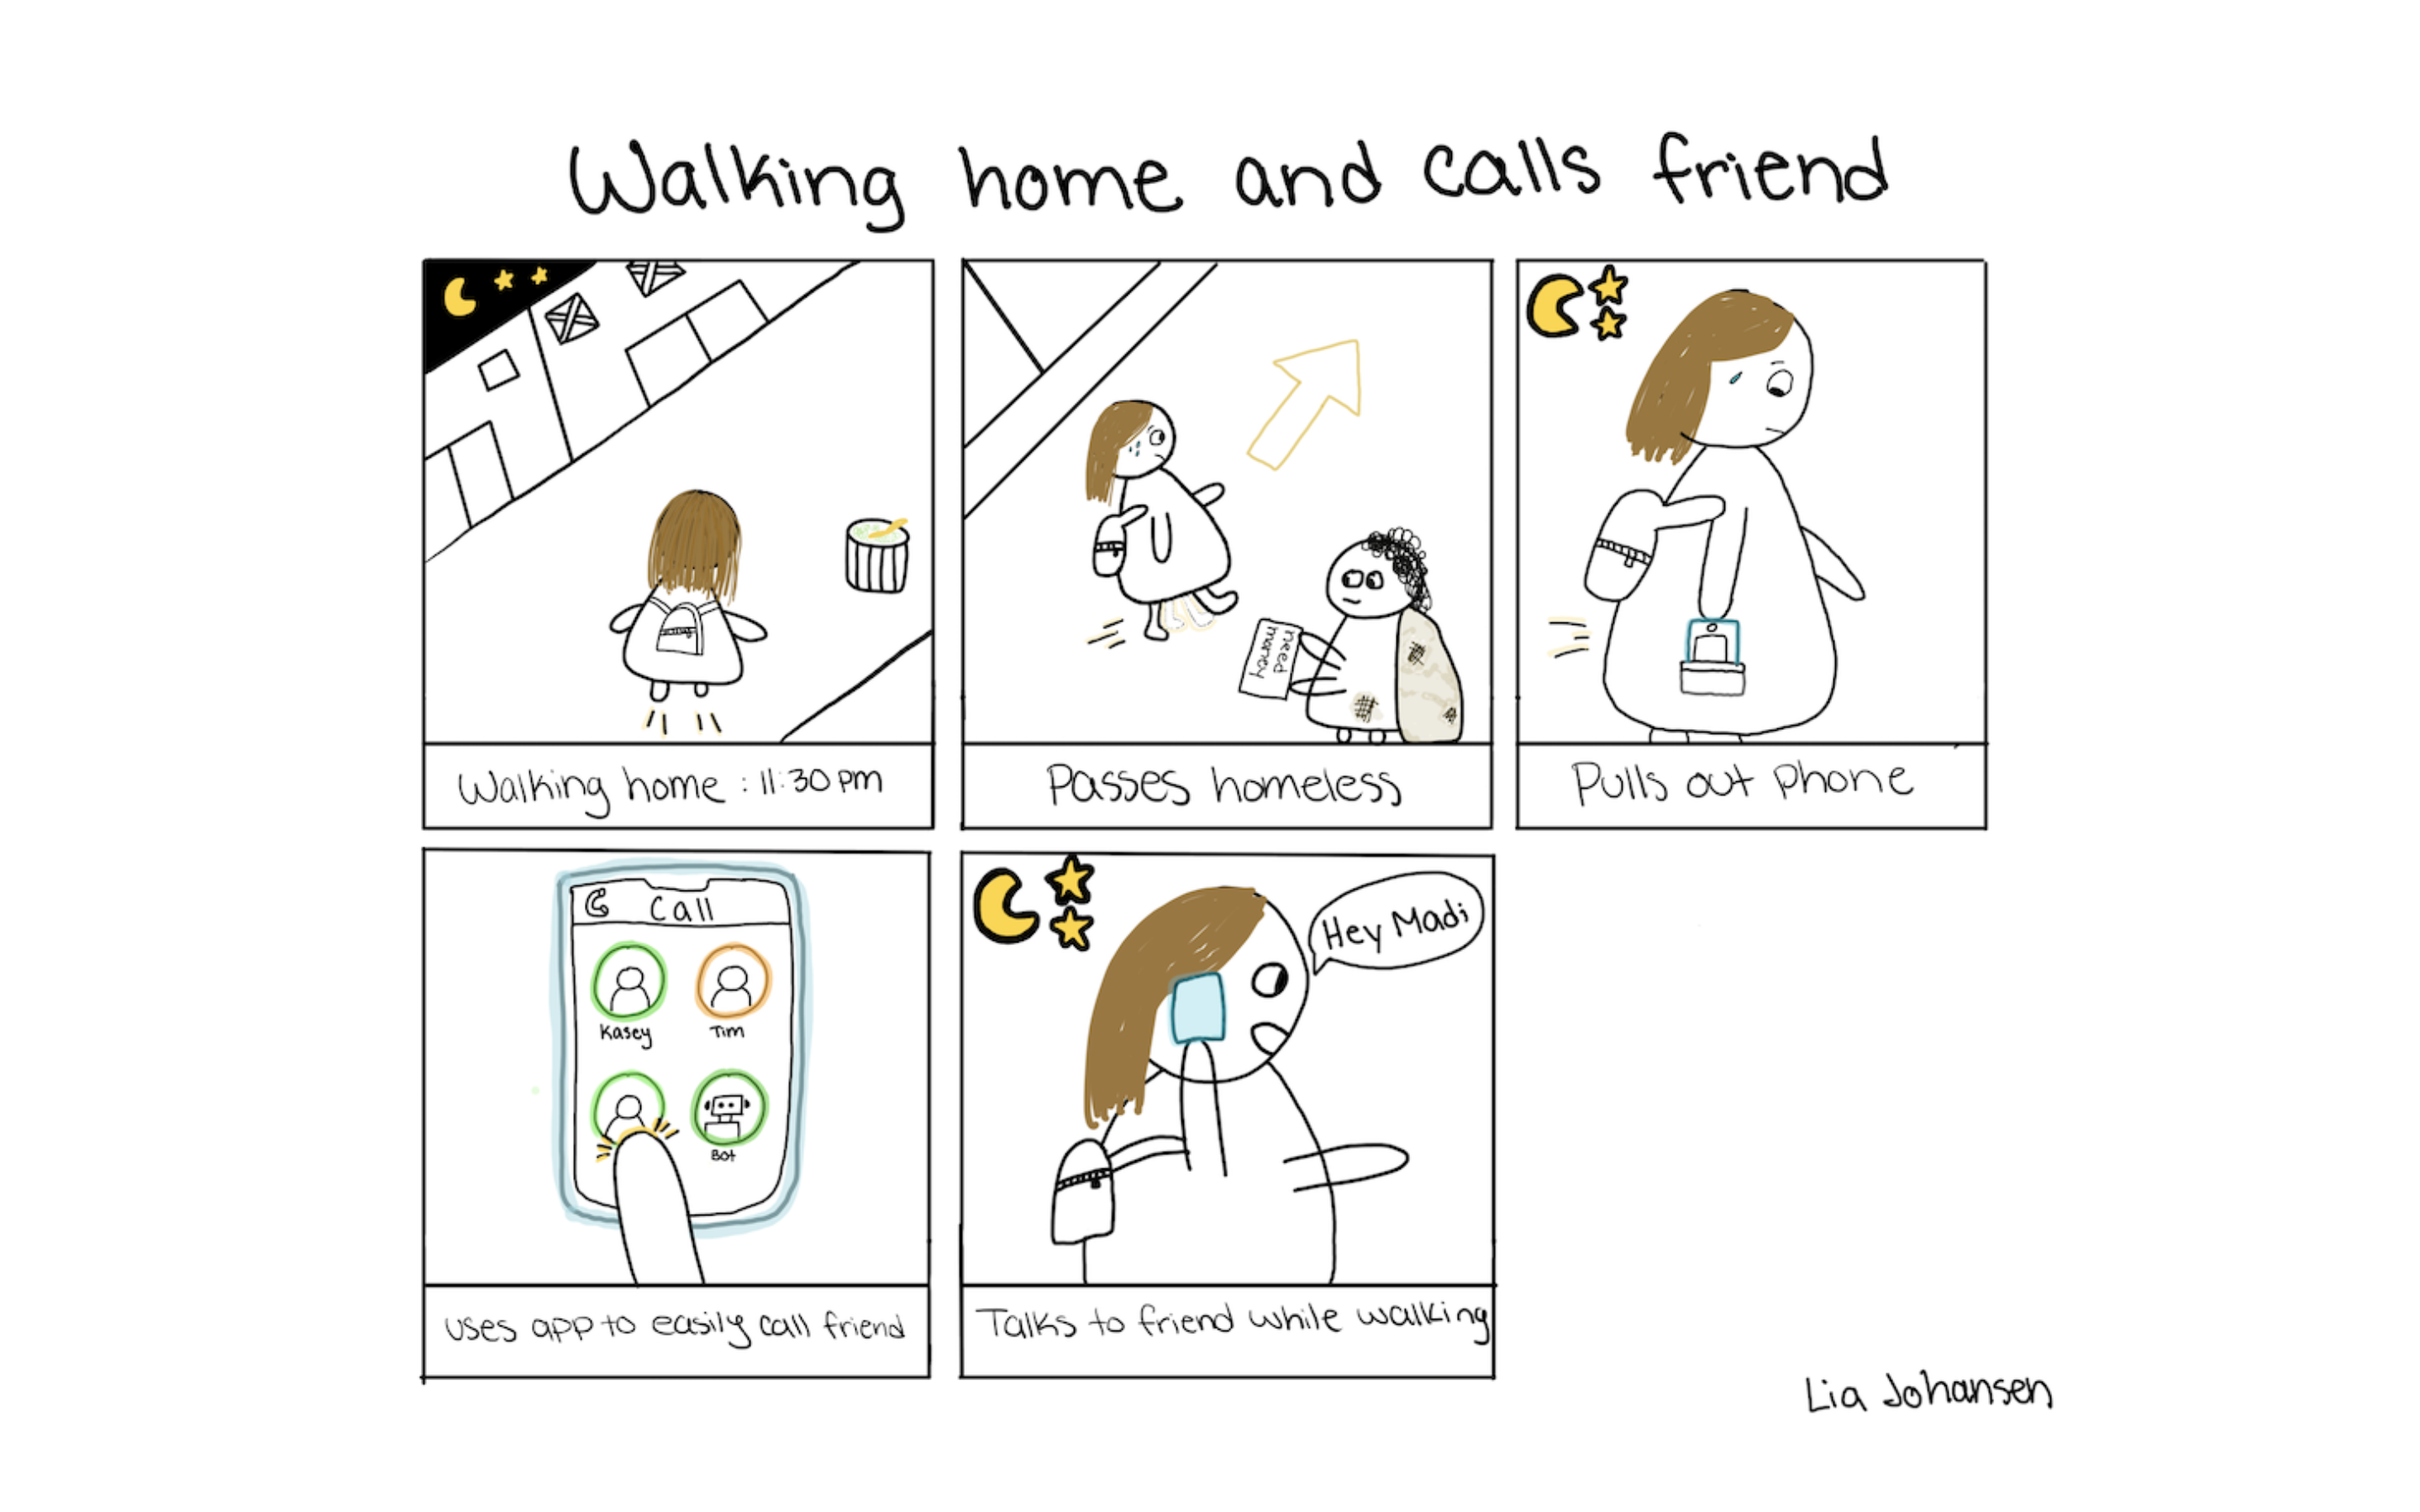 Walking home and calls friend
need
money
Walking home : 11:30 pm
Passes homeless
Pulls out phone
Call
Kasey
Tim
Bot
Hey Madi
uses app to easily call friend
Talks to friend while walking
Lia Johansen